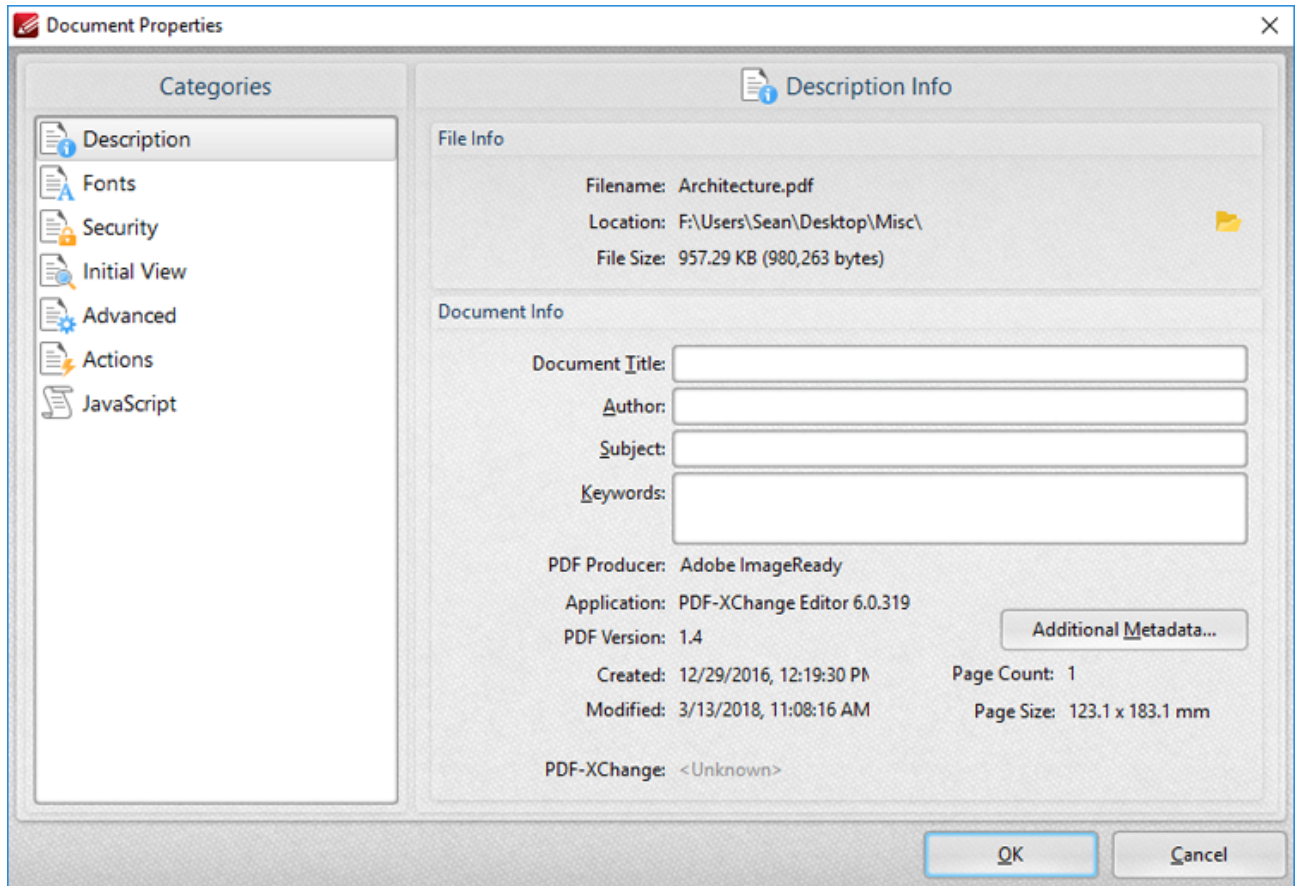 Document Properties
Categories
Description
Fonts
Security
Initial View
Advanced
Actions
JavaScript
Description Info
File Info
Filename: Architecture.pdf
Location: F:\Users\Sean\Desktop\Misc\
File Size: 957.29 KB (980,263 bytes)
Document Info
Document Title:
Author:
Subject:
Keywords:
PDF Producer: Adobe ImageReady
Application: PDF-XChange Editor 6.0.319
PDF Version: 1.4
Additional Metadata...
Created: 12/29/2016, 12:19:30 P
Page Count: 1
Modified: 3/13/2018, 11:08:16 AM
Page Size: 123.1 x 183.1 mm
PDF-XChange: <Unknown>
OK
Cancel